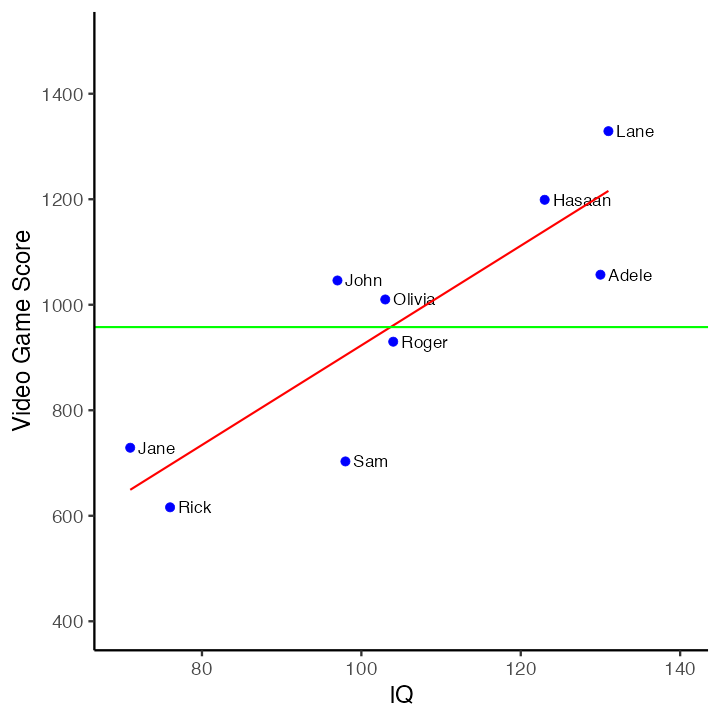 1400
1200
1000
800
600
400
Video Game Score
Lane
Hasaan
Adele
John
Olivia
Roger
Jane
Sam
Rick
80
100
120
140
IQ